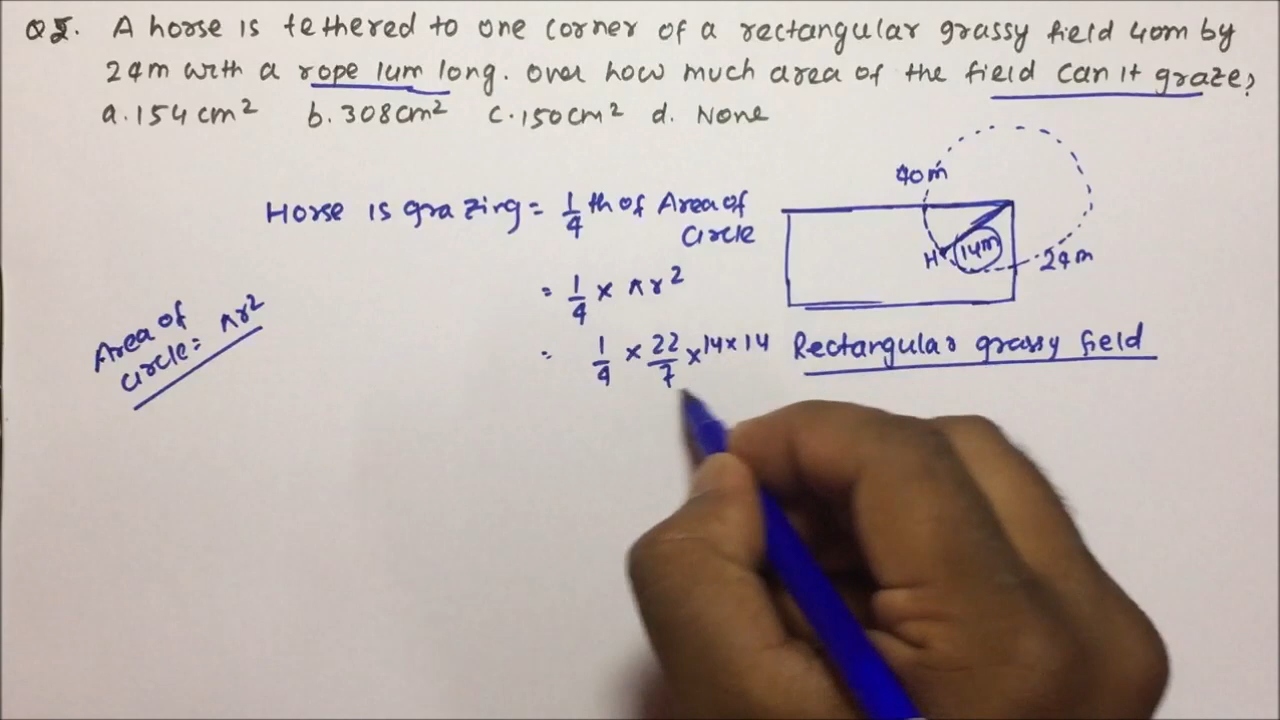 Q5. A horse is tethered to one corner of a rectangular grassy field 40m by
24m with a rope 14m long. Over how much area of the field can it graze?
a. 154 cm² b. 308 cm² c. 150 cm² d. None
40m
Horse is grazing = 1/4 th of Area of
circle
H 14m
24m
= 1/4 × πr²
Area of
circle = πr²
= 1/4 × 22/7 × 14 × 14
Rectangular grassy field